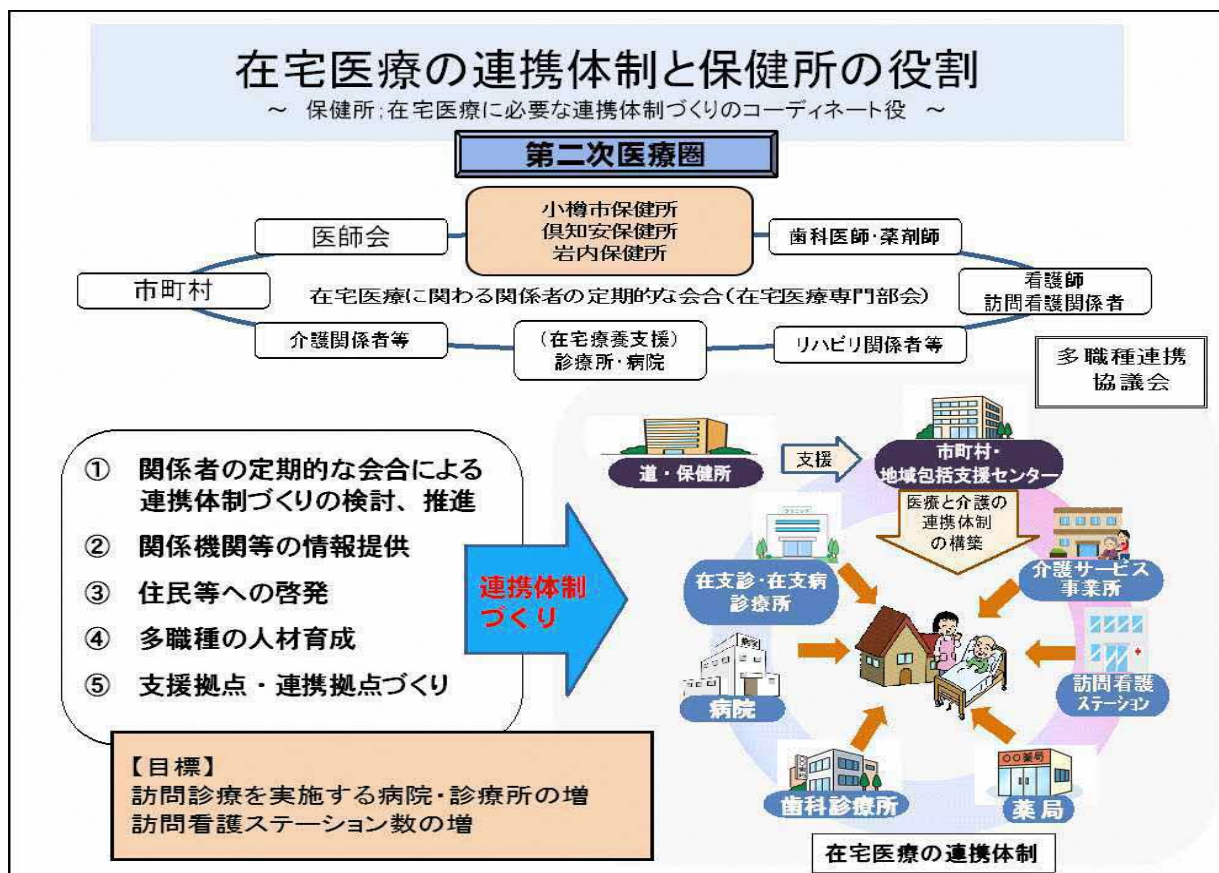 在宅医療の連携体制と保健所の役割
～ 保健所;在宅医療に必要な連携体制づくりのコーディネート役 ～
第二次医療圏
小樽市保健所
倶知安保健所
岩内保健所
医師会
歯科医師・薬剤師
市町村
看護師
訪問看護関係者
在宅医療に関わる関係者の定期的な会合(在宅医療専門部会)
介護関係者等
(在宅療養支援)
診療所・病院
リハビリ関係者等
多職種連携
協議会
① 関係者の定期的な会合による
連携体制づくりの検討、推進
② 関係機関等の情報提供
③ 住民等への啓発
④ 多職種の人材育成
⑤ 支援拠点・連携拠点づくり
連携体制
づくり
【目標】
訪問診療を実施する病院・診療所の増
訪問看護ステーション数の増
道・保健所
支援
市町村・
地域包括支援センター
医療と介護の
連携体制
の構築
クリニック
在支診・在支病
診療所
介護サービス
事業所
病院
病院
訪問看護
ステーション
歯科診療所
〇〇薬局
薬局
在宅医療の連携体制